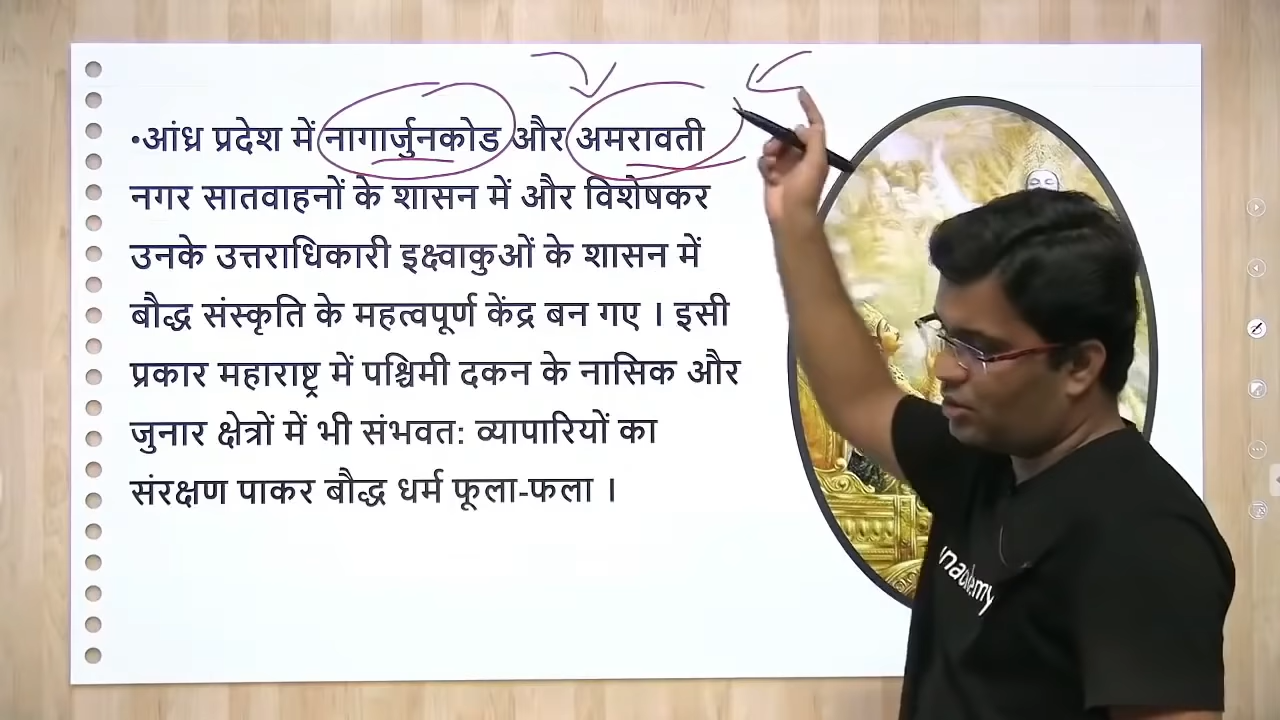 •आंध्र प्रदेश में नागार्जुनकोड और अमरावती
नगर सातवाहनों के शासन में और विशेषकर
उनके उत्तराधिकारी इक्ष्वाकुओं के शासन में
बौद्ध संस्कृति के महत्वपूर्ण केंद्र बन गए । इसी
प्रकार महाराष्ट्र में पश्चिमी दकन के नासिक और
जुनार क्षेत्रों में भी संभवत: व्यापारियों का
संरक्षण पाकर बौद्ध धर्म फूला-फला ।
unacademy